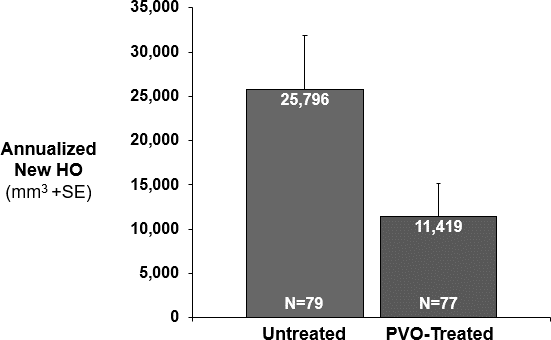 35,000
30,000
25,000
20,000
15,000
10,000
5,000
0
Annualized
New HO
(mm³ +SE)
25,796
11,419
N=79
N=77
Untreated
PVO-Treated